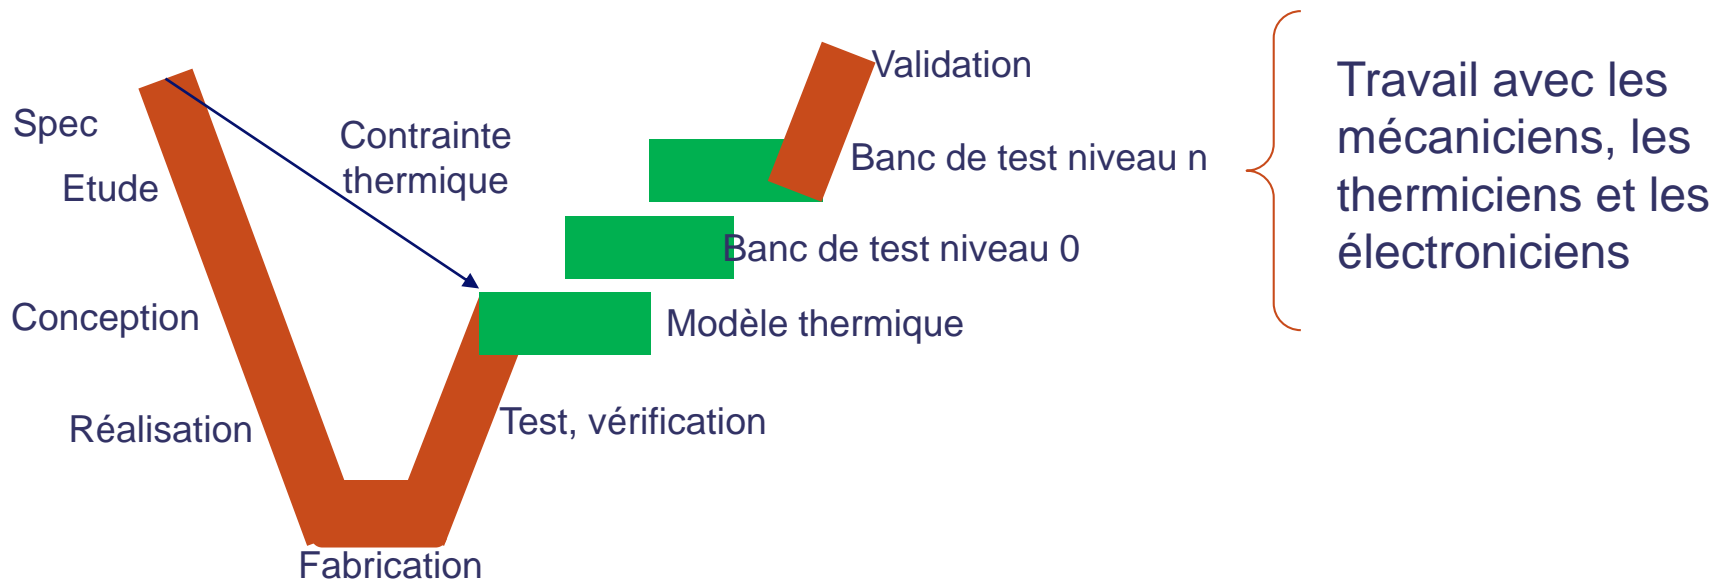 Spec
Etude
Conception
Réalisation
Fabrication
Contrainte
thermique
Test, vérification
Modèle thermique
Banc de test niveau 0
Banc de test niveau n
Validation
Travail avec les
mécaniciens, les
thermiciens et les
électroniciens